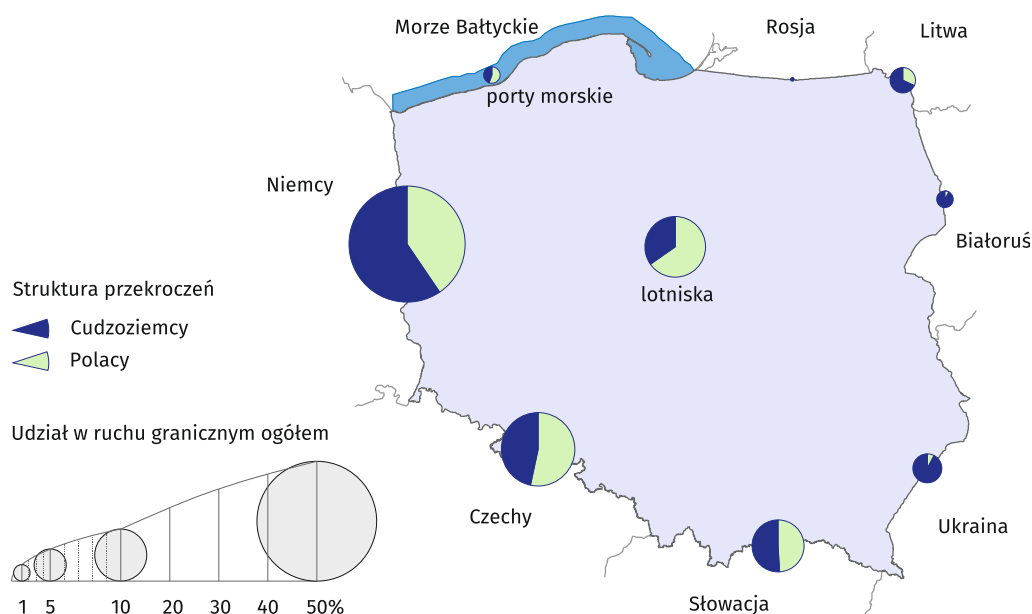 Morze Bałtyckie
Rosja
Litwa
porty morskie
Niemcy
Białoruś
lotniska
Struktura przekroczeń
Cudzoziemcy
Polacy
Udział w ruchu granicznym ogółem
Czechy
Ukraina
Słowacja
1 5 10 20 30 40 50%